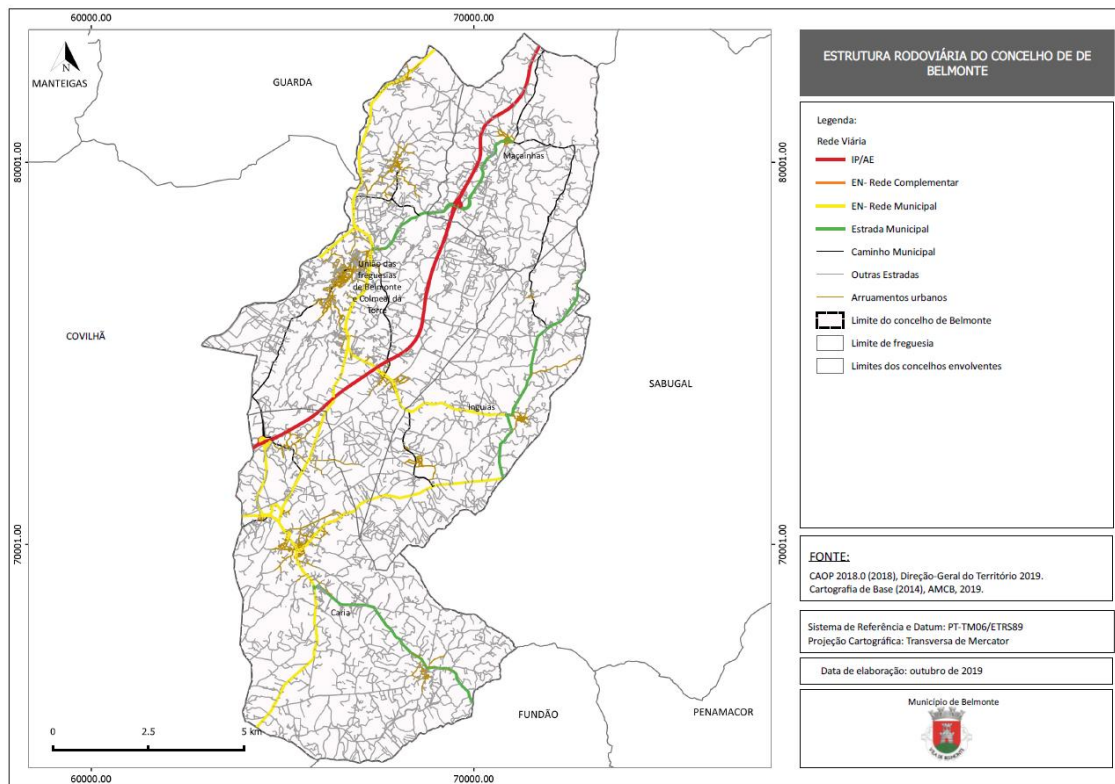 60000.00
70000.00
N
MANTEIGAS
GUARDA
80001.00
80001.00
Maçainhas
União das
freguesias
de Belmonte
e Colmeal da
Torre
COVILHÃ
SABUGAL
Inguias
70001.00
70001.00
Caria
FUNDÃO
PENAMACOR
0
2.5
5 km
60000.00
70000.00
ESTRUTURA RODOVIÁRIA DO CONCELHO DE DE
BELMONTE
Legenda:
Rede Viária
IP/AE
EN- Rede Complementar
EN- Rede Municipal
Estrada Municipal
Caminho Municipal
Outras Estradas
Arruamentos urbanos
Limite do concelho de Belmonte
Limite de freguesia
Limites dos concelhos envolventes
FONTE:
CAOP 2018.0 (2018), Direção-Geral do Território 2019.
Cartografia de Base (2014), AMCB, 2019.
Sistema de Referência e Datum: PT-TM06/ETRS89
Projeção Cartográfica: Transversa de Mercator
Data de elaboração: outubro de 2019
Município de Belmonte
VILA DE BELMONTE